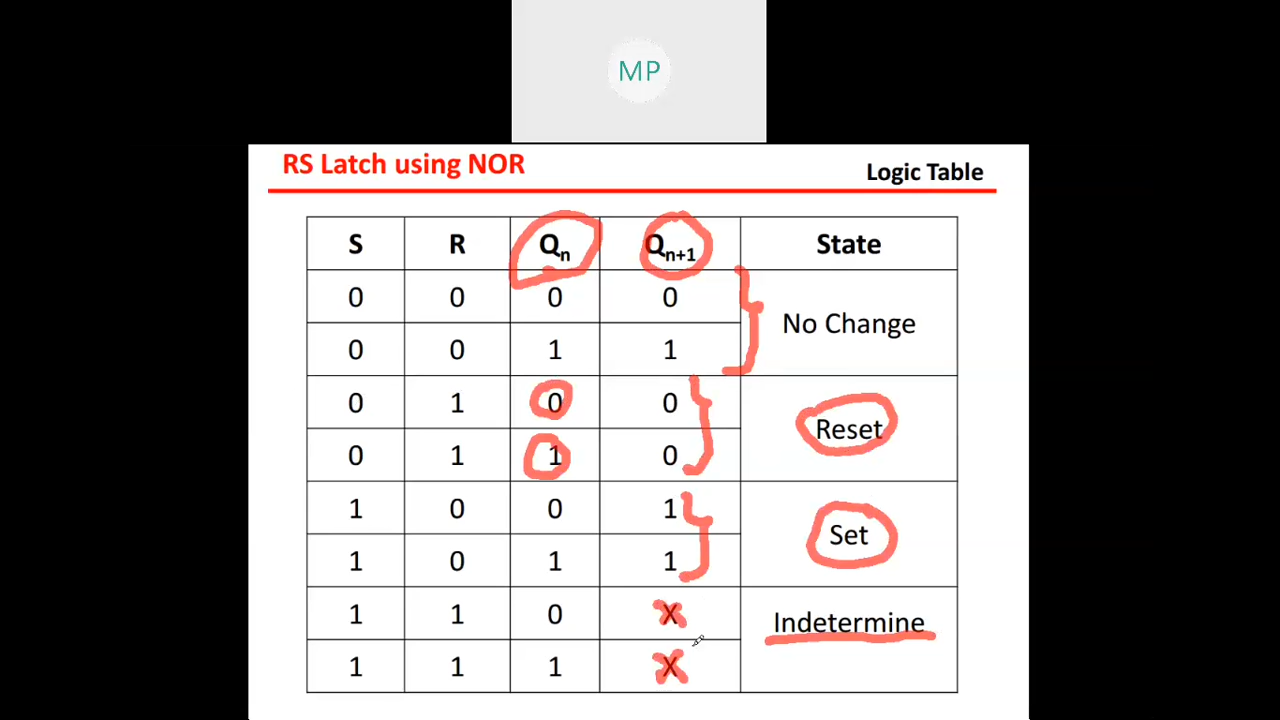 MP
RS Latch using NOR
Logic Table
S R Qn Qn+1 State
0 0 0 0 No Change
0 0 1 1
0 1 0 0 Reset
0 1 1 0
1 0 0 1 Set
1 0 1 1
1 1 0 X Indetermine
1 1 1 X